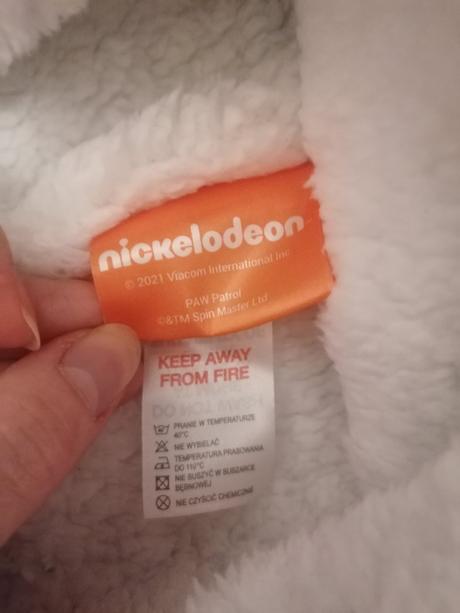 nickelodeon
© 2021 Viacom International Inc
PAW Patrol
©&TM Spin Master Ltd
KEEP AWAY
FROM FIRE
PRANIE W TEMPERATURZE
40°C
NIE WYBIELAĆ
TEMPERATURA PRASOWANIA
DO 110°C
NIE SUSZYĆ W SUSZARCE
BĘBNOWEJ
NIE CZYŚCIĆ CHEMICZNIE